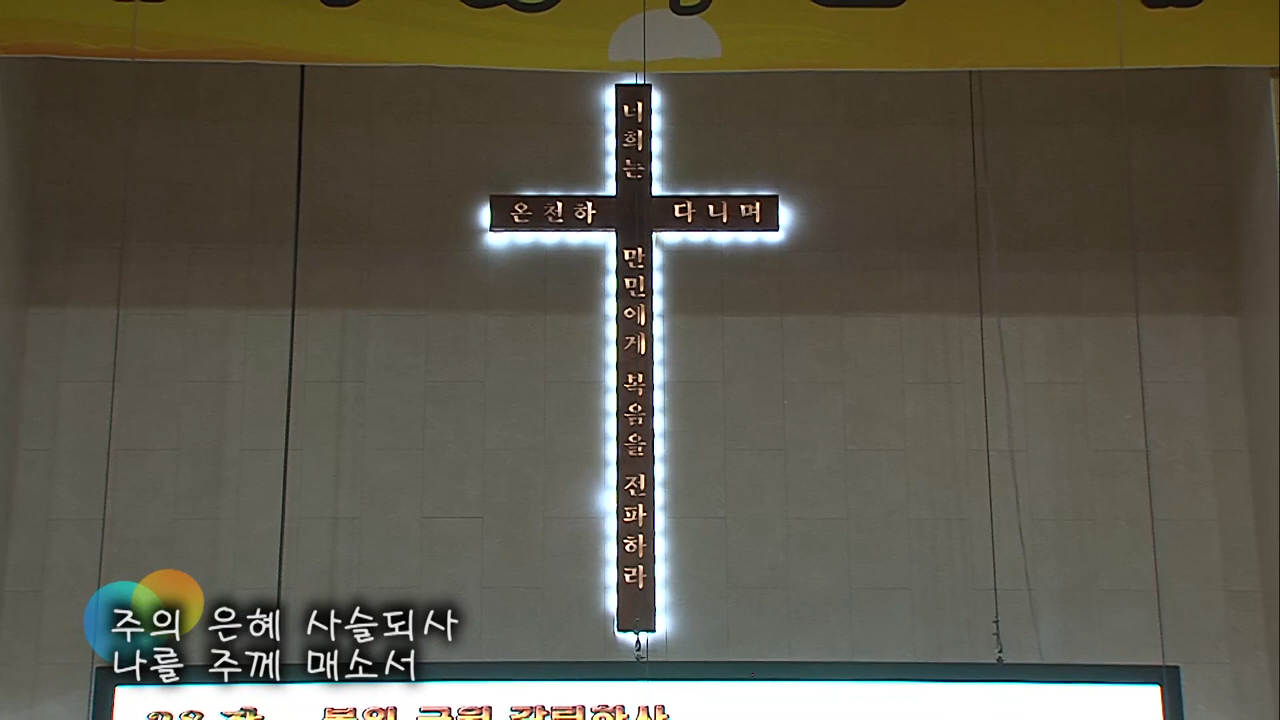 너희는
온천하 다니며
만민에게 복음을 전파하라
주의 은혜 사슬되사
나를 주께 매소서